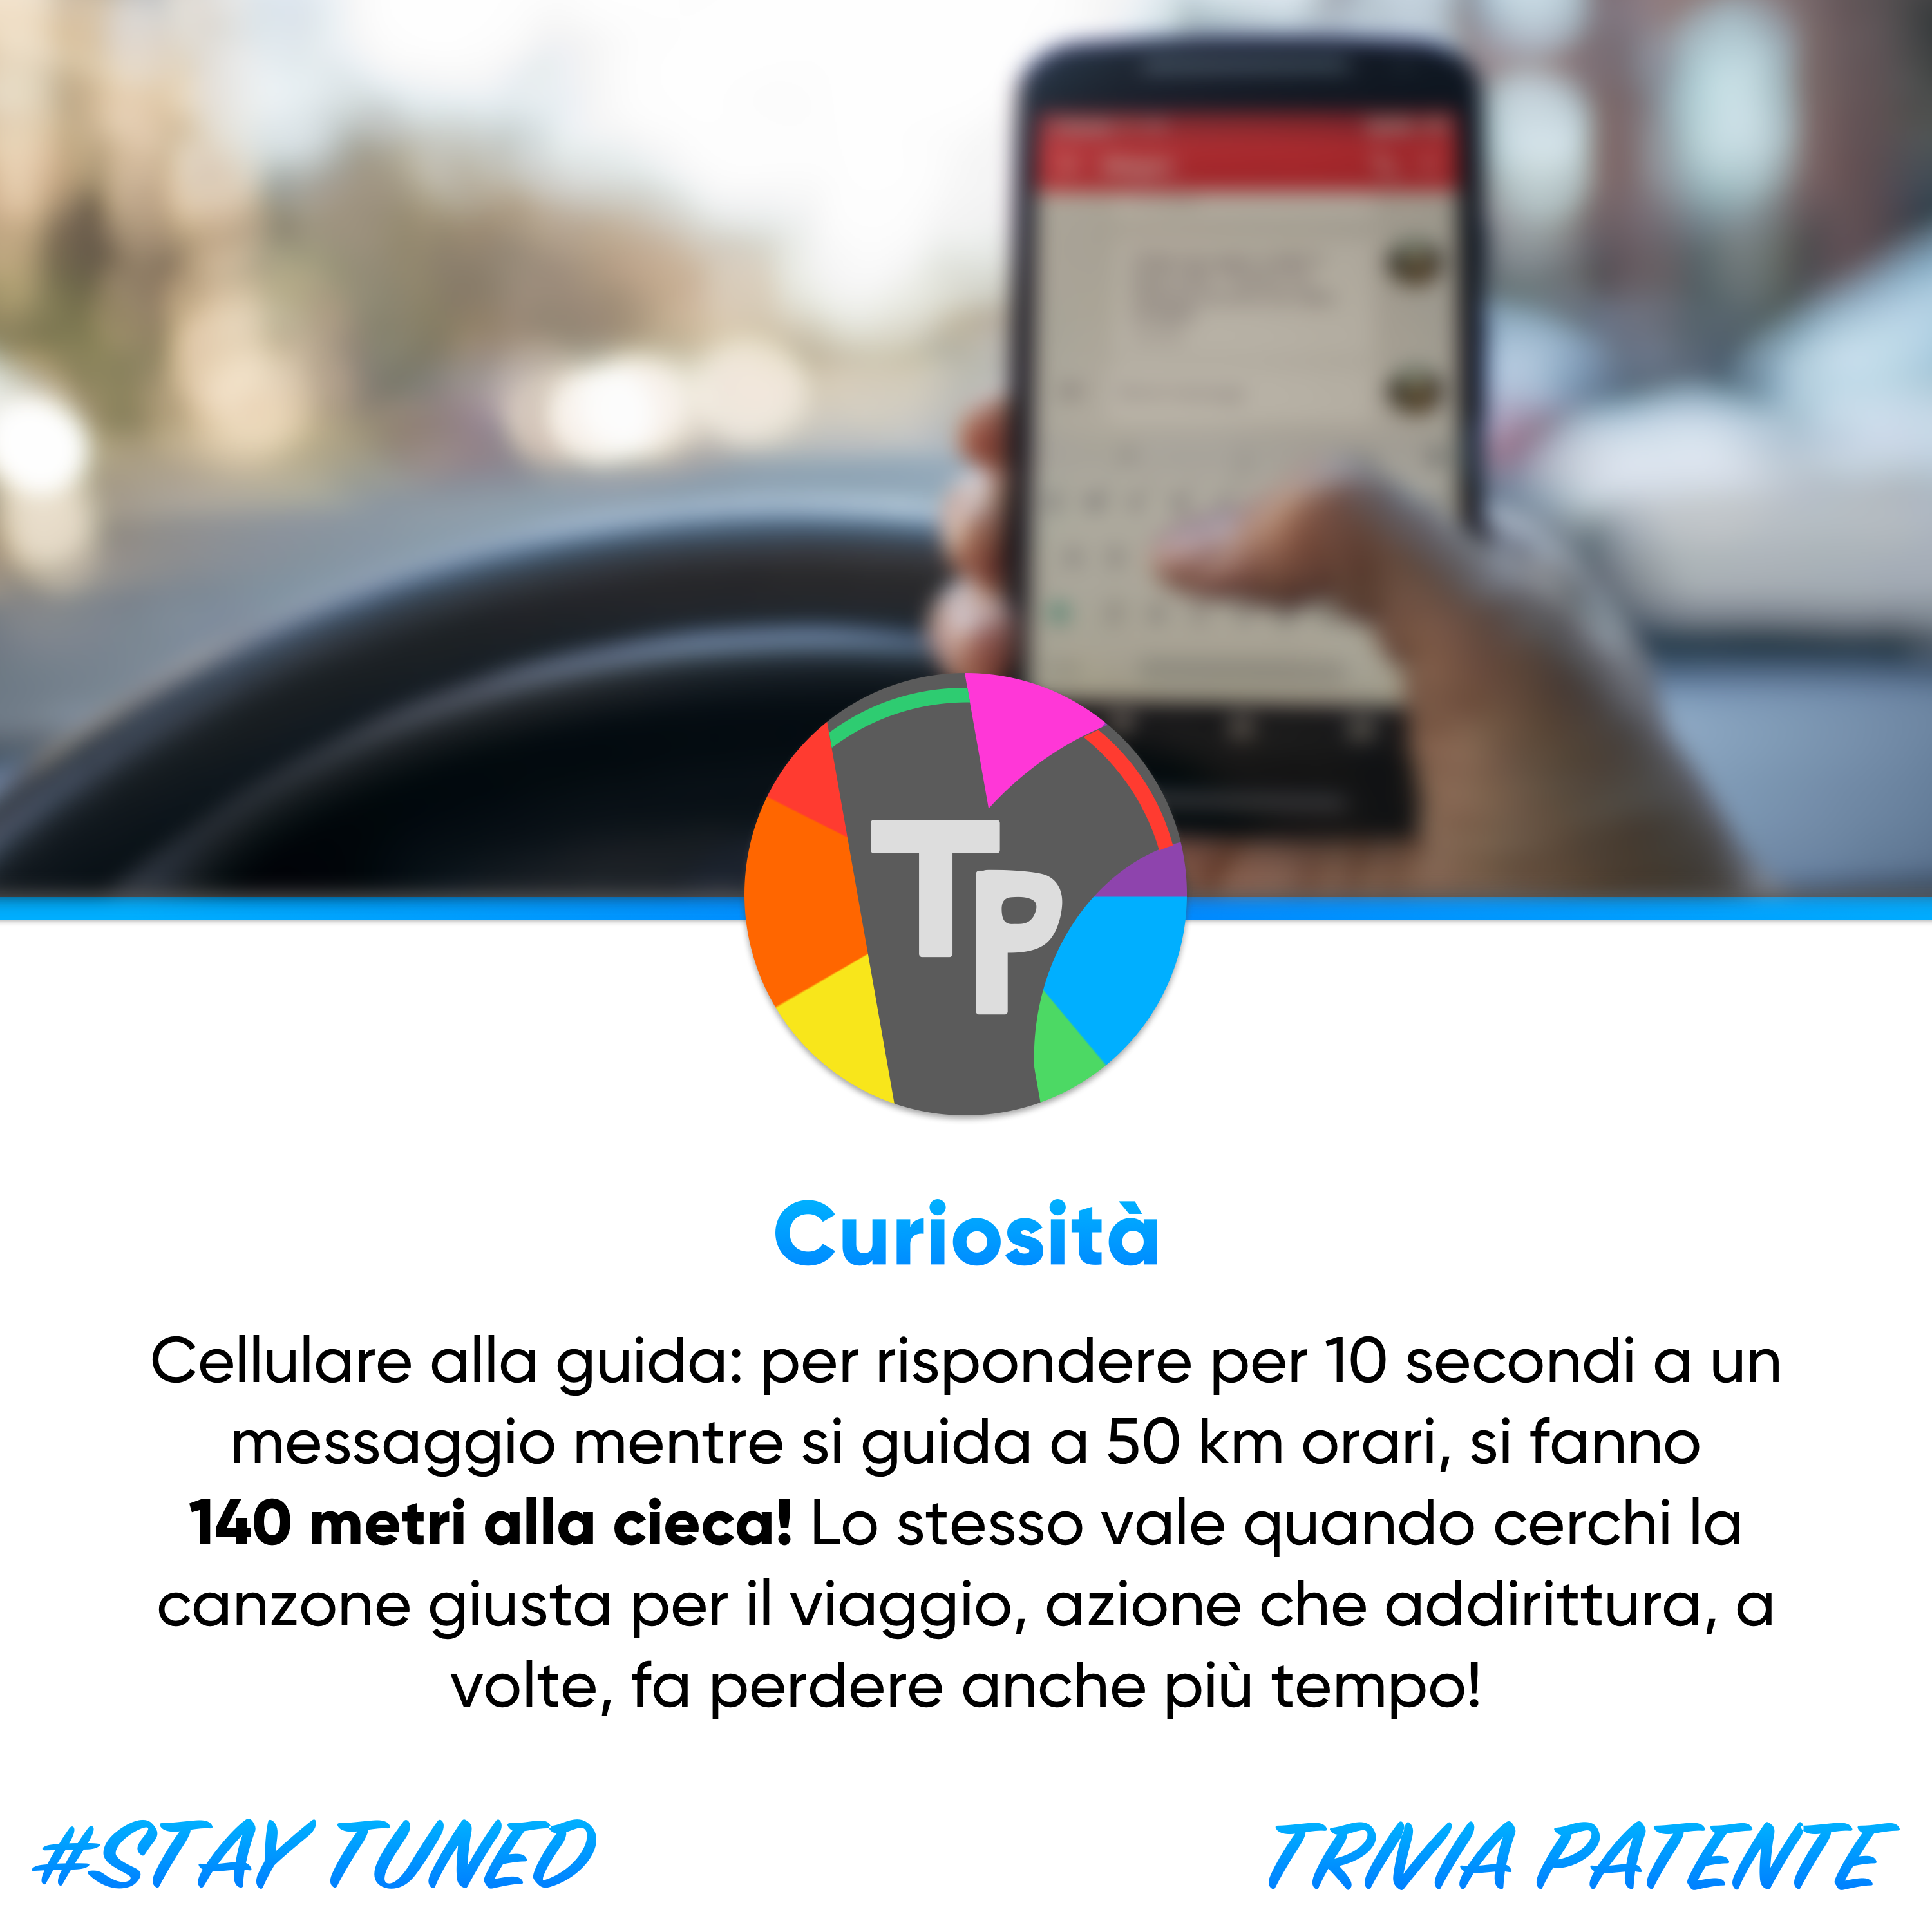 TP
Curiosità
Cellulare alla guida: per rispondere per 10 secondi a un
messaggio mentre si guida a 50 km orari, si fanno
140 metri alla cieca! Lo stesso vale quando cerchi la
canzone giusta per il viaggio, azione che addirittura, a
volte, fa perdere anche più tempo!
#STAY TUNED
TRIVIA PATENTE